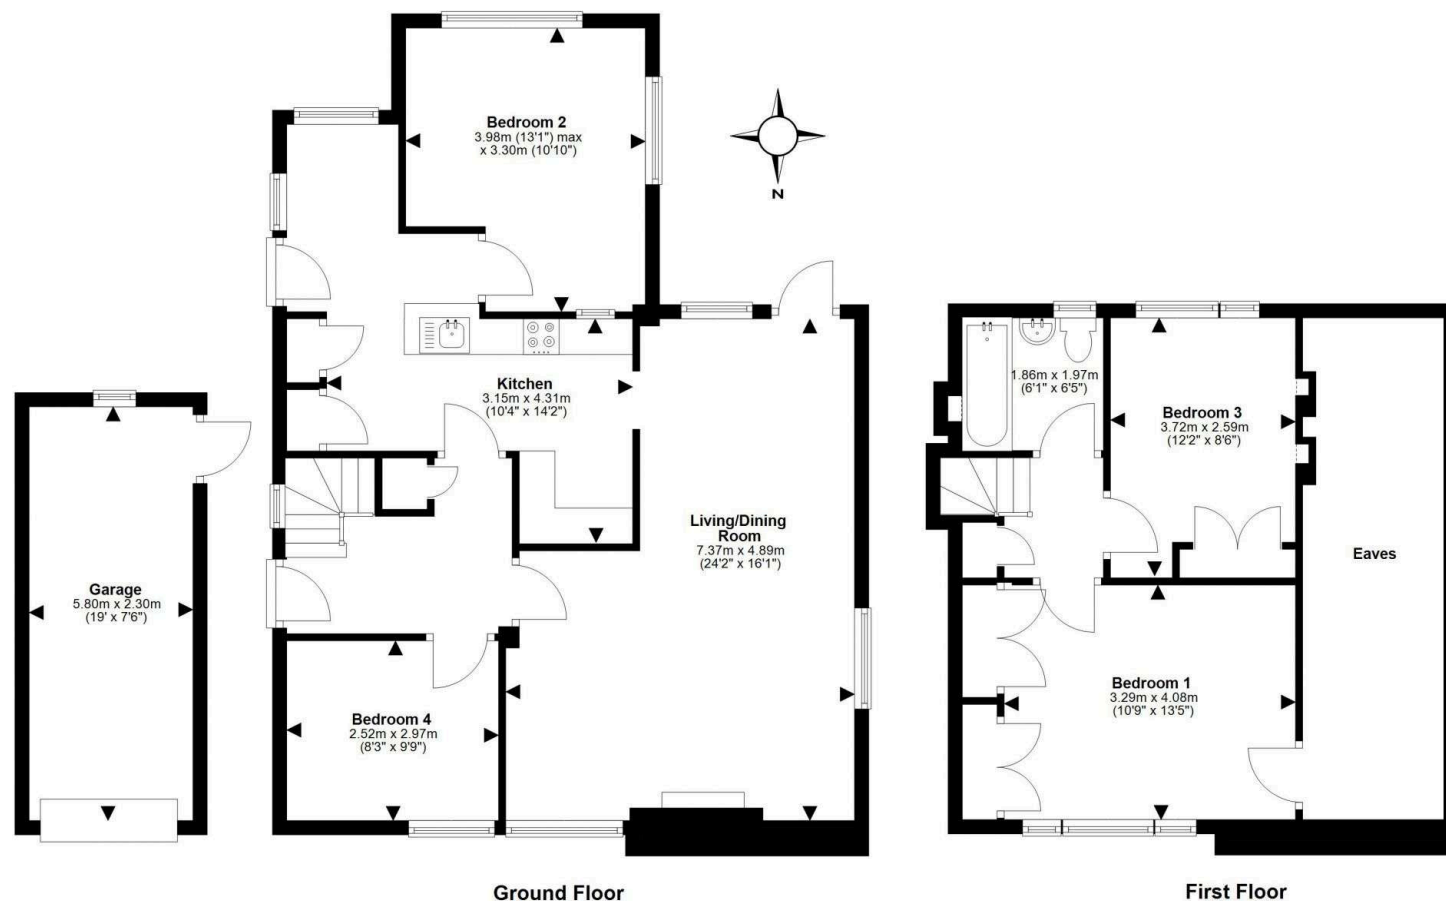 Bedroom 2
3.98m (13'1") max
x 3.30m (10'10")
N
Kitchen
3.15m x 4.31m
(10'4" x 14'2")
Living/Dining
Room
7.37m x 4.89m
(24'2" x 16'1")
Garage
5.80m x 2.30m
(19' x 7'6")
Bedroom 4
2.52m x 2.97m
(8'3" x 9'9")
Ground Floor
1.86m x 1.97m
(6'1" x 6'5")
Bedroom 3
3.72m x 2.59m
(12'2" x 8'6")
Eaves
Bedroom 1
3.29m x 4.08m
(10'9" x 13'5")
First Floor